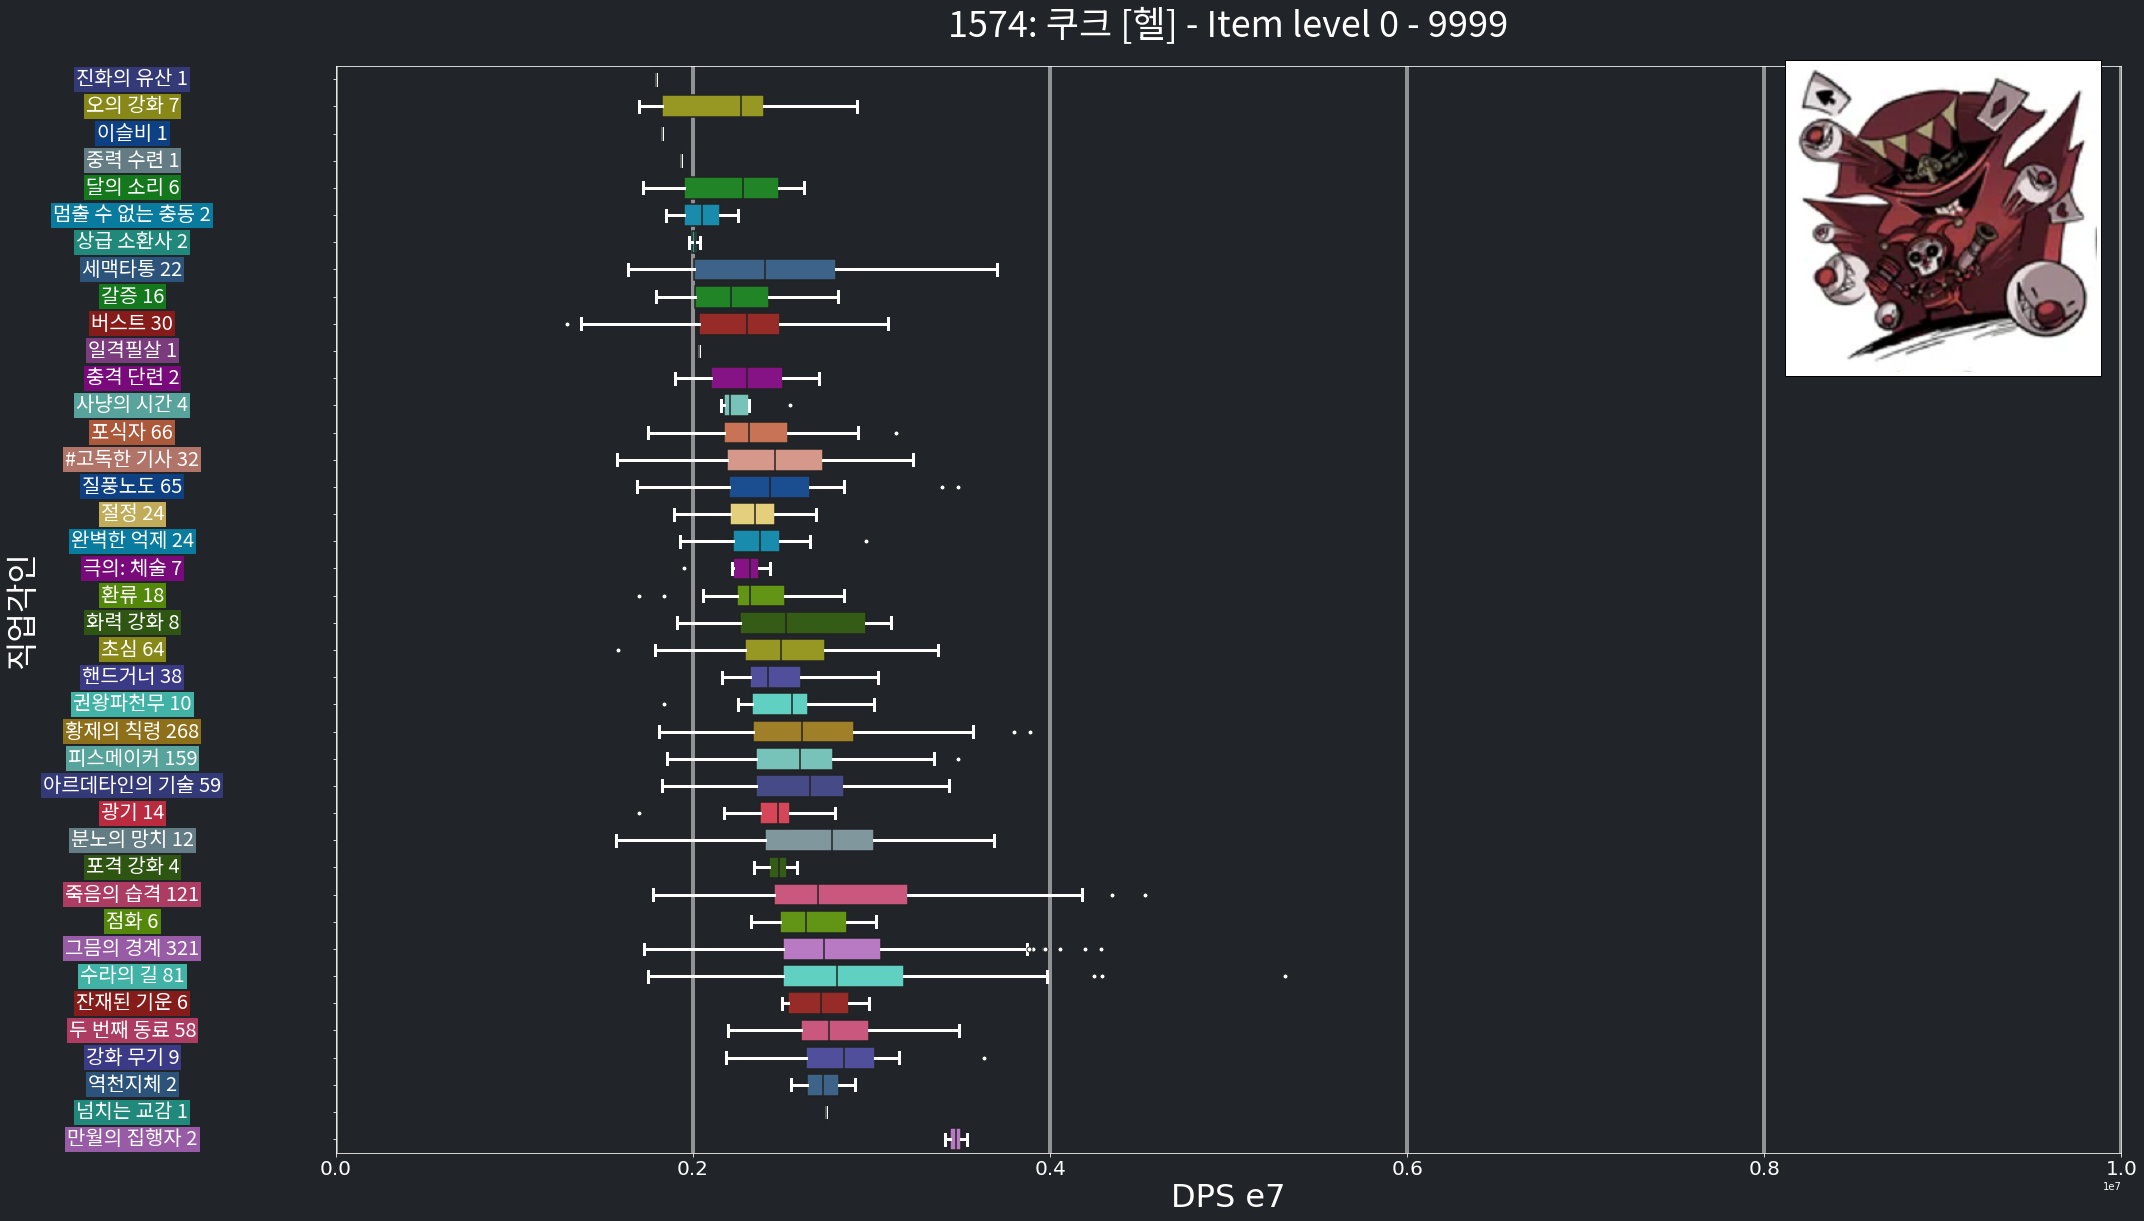 1574: 쿠크 [헬] - Item level 0 - 9999
직업각인
진화의 유산 1
오의 강화 7
이슬비 1
중력 수련 1
달의 소리 6
멈출 수 없는 충동 2
상급 소환사 2
세맥타통 22
갈증 16
버스트 30
일격필살 1
충격 단련 2
사냥의 시간 4
포식자 66
#고독한 기사 32
질풍노도 65
절정 24
완벽한 억제 24
극의: 체술 7
환류 18
화력 강화 8
초심 64
핸드거너 38
권왕파천무 10
황제의 칙령 268
피스메이커 159
아르데타인의 기술 59
광기 14
분노의 망치 12
포격 강화 4
죽음의 습격 121
점화 6
그믐의 경계 321
수라의 길 81
잔재된 기운 6
두 번째 동료 58
강화 무기 9
역천지체 2
넘치는 교감 1
만월의 집행자 2
0.0 0.2 0.4 0.6 0.8 1.0
1e7
DPS e7